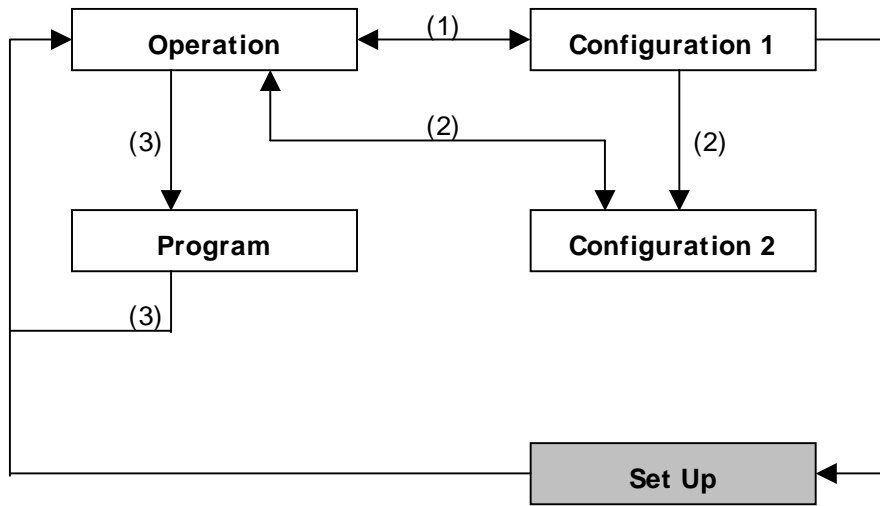 Operation
(1)
Configuration 1
(3)
(2)
(2)
Program
Configuration 2
(3)
Set Up